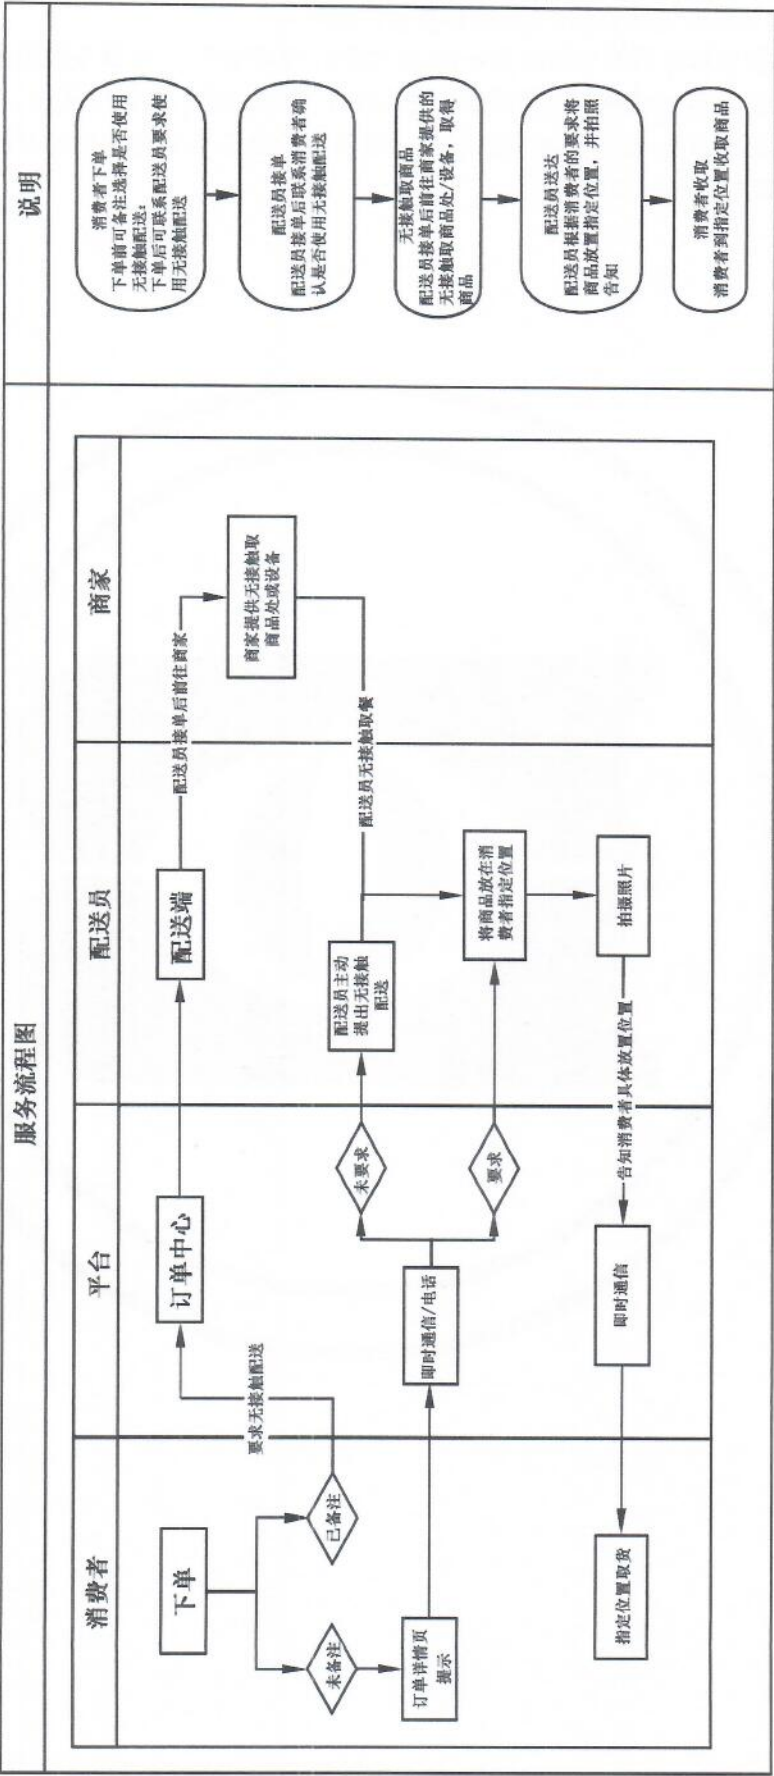 服务流程图
说明
消费者
平台
配送员
商家
下单
未备注
已备注
订单详情页
提示
要求无接触配送
订单中心
配送端
配送员接单后前往商家
商家提供无接触取
商品处或设备
配送员无接触取餐
即时通信/电话
未要求
要求
配送员主动
提出无接触
配送
将商品放在消
费者指定位置
拍摄照片
告知消费者具体放置位置
即时通信
指定位置取货
消费者下单
下单前可备注选择是否使用
无接触配送；
下单后可联系配送员要求使
用无接触配送
配送员接单
配送员接单后联系消费者确
认是否使用无接触配送
无接触取商品
配送员接单后前往商家提供的
无接触取商品处/设备，取得
商品
配送员送达
配送员根据消费者的要求将
商品放置指定位置，并拍照
告知
消费者收取
消费者到指定位置收取商品